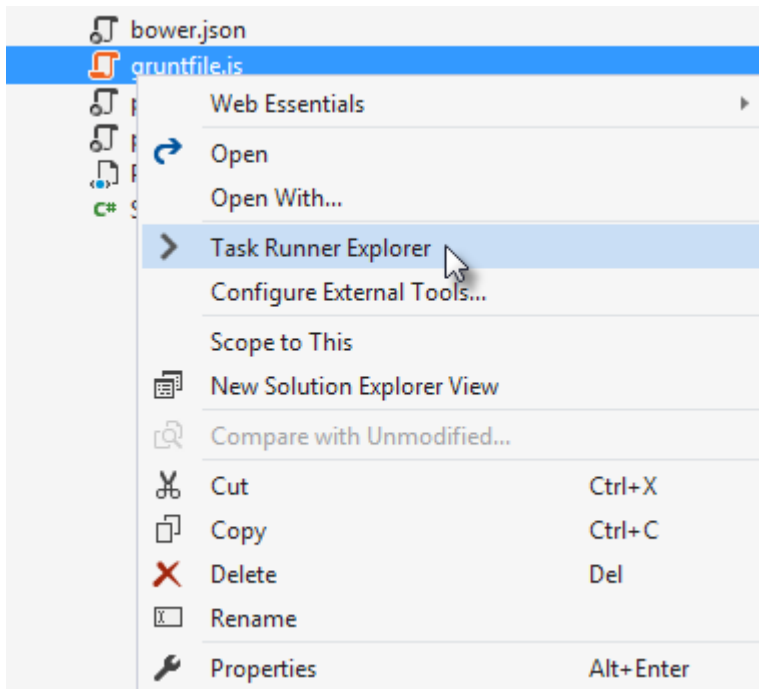 bower.json
gruntfile.js
Web Essentials
Open
Open With...
Task Runner Explorer
Configure External Tools...
Scope to This
New Solution Explorer View
Compare with Unmodified...
Cut Ctrl+X
Copy Ctrl+C
Delete Del
Rename
Properties Alt+Enter